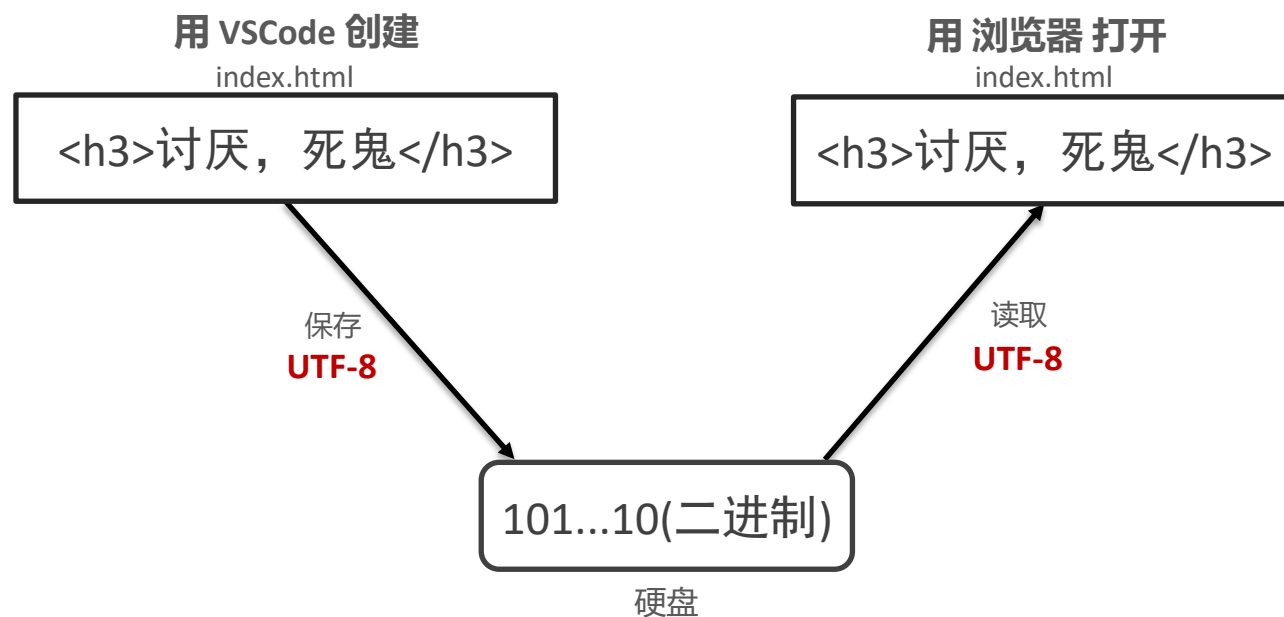 用 VSCode 创建
index.html
<h3>讨厌，死鬼</h3>
保存
UTF-8
用 浏览器 打开
index.html
<h3>讨厌，死鬼</h3>
读取
UTF-8
101...10(二进制)
硬盘